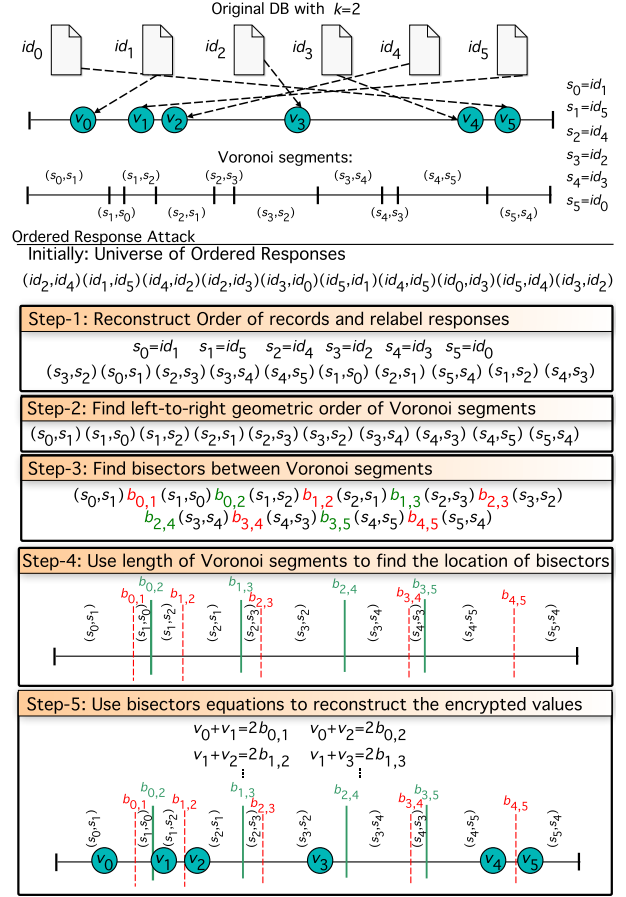 Original DB with k=2
id0 id1 id2 id3 id4 id5
v0 v1 v2 v3 v4 v5
s0=id1
s1=id5
s2=id4
s3=id2
s4=id3
s5=id0
Voronoi segments:
(s0,s1) (s1,s2) (s2,s3) (s3,s4) (s4,s5)
(s1,s0) (s2,s1) (s3,s2) (s4,s3) (s5,s4)
Ordered Response Attack
Initially: Universe of Ordered Responses
(id2,id4)(id1,id5)(id4,id2)(id2,id3)(id3,id0)(id5,id1)(id4,id5)(id0,id3)(id5,id4)(id3,id2)
Step-1: Reconstruct Order of records and relabel responses
s0=id1 s1=id5 s2=id4 s3=id2 s4=id3 s5=id0
(s3,s2) (s0,s1) (s2,s3) (s3,s4) (s4,s5) (s1,s0) (s2,s1) (s5,s4) (s1,s2) (s4,s3)
Step-2: Find left-to-right geometric order of Voronoi segments
(s0,s1) (s1,s0) (s1,s2) (s2,s1) (s2,s3) (s3,s2) (s3,s4) (s4,s3) (s4,s5) (s5,s4)
Step-3: Find bisectors between Voronoi segments
(s0,s1) b0,1 (s1,s0) b0,2 (s1,s2) b1,2 (s2,s1) b1,3 (s2,s3) b2,3 (s3,s2)
b2,4 (s3,s4) b3,4 (s4,s3) b3,5 (s4,s5) b4,5 (s5,s4)
Step-4: Use length of Voronoi segments to find the location of bisectors
b0,2 b1,3 b2,4 b3,5
b0,1 b1,2 b2,3 b3,4 b4,5
(s0,s1) (s1,s0) (s1,s2) (s2,s1) (s2,s3) (s3,s2) (s3,s4) (s4,s3) (s4,s5) (s5,s4)
Step-5: Use bisectors equations to reconstruct the encrypted values
v0+v1=2b0,1 v0+v2=2b0,2
v1+v2=2b1,2 v1+v3=2b1,3
b0,2 b1,3 b2,4 b3,5
b0,1 b1,2 b2,3 b3,4 b4,5
(s0,s1) (s1,s0) (s1,s2) (s2,s1) (s2,s3) (s3,s2) (s3,s4) (s4,s3) (s4,s5) (s5,s4)
v0 v1 v2 v3 v4 v5